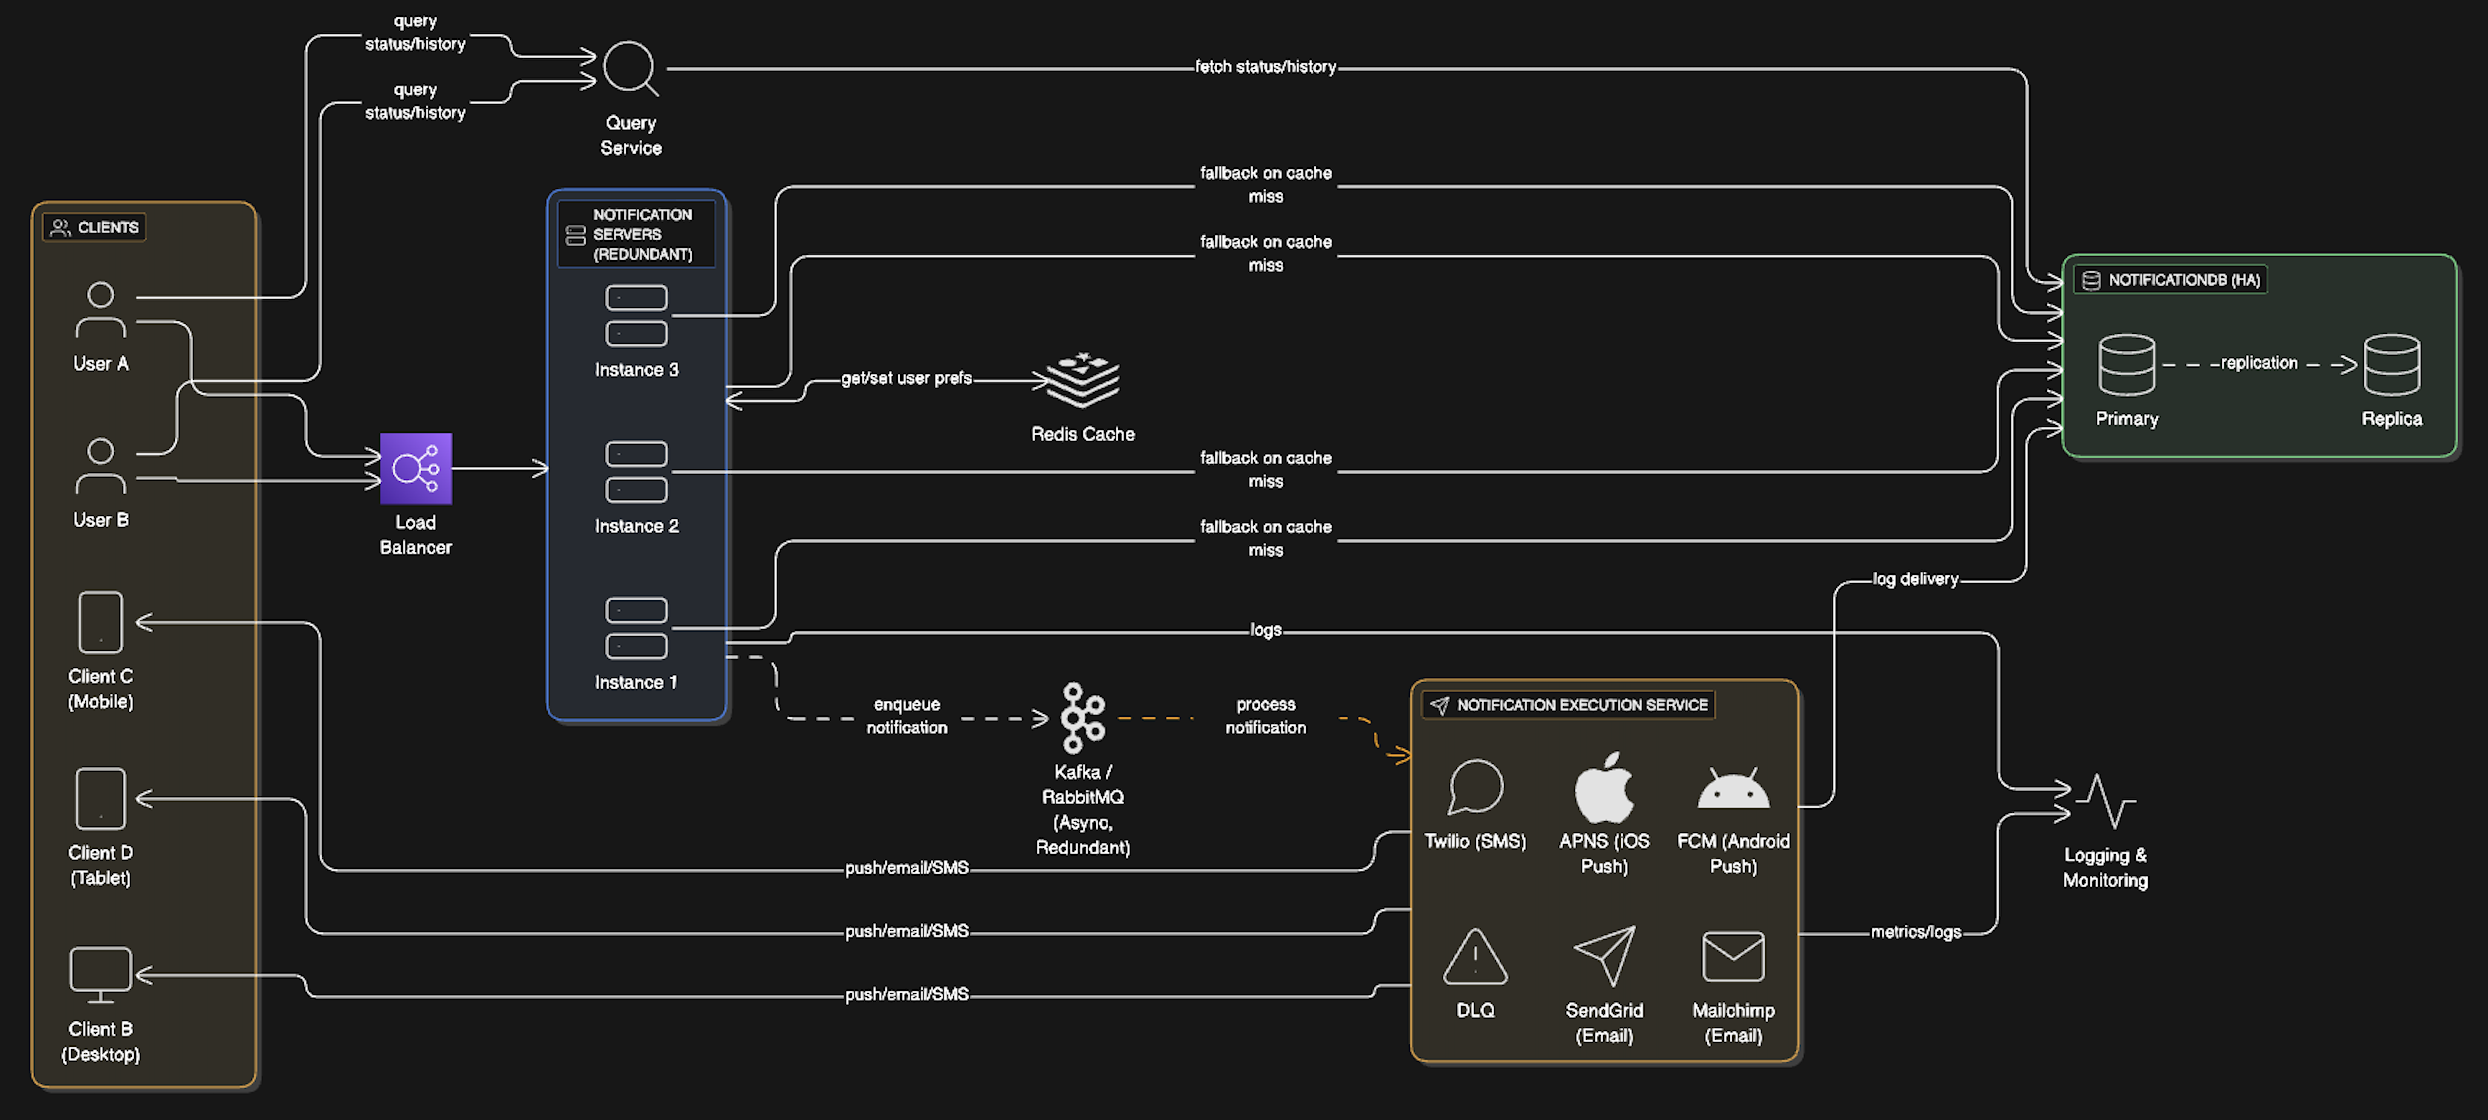 query
status/history
query
status/history
Query
Service
fetch status/history
fallback on cache
miss
fallback on cache
miss
CLIENTS
User A
User B
Client C
(Mobile)
Client D
(Tablet)
Client B
(Desktop)
Load
Balancer
NOTIFICATION
SERVERS
(REDUNDANT)
Instance 3
Instance 2
Instance 1
get/set user prefs
Redis Cache
fallback on cache
miss
fallback on cache
miss
NOTIFICATIONDB (HA)
Primary
replication
Replica
log delivery
logs
enqueue
notification
Kafka /
RabbitMQ
(Async,
Redundant)
process
notification
NOTIFICATION EXECUTION SERVICE
Twilio (SMS)
APNS (iOS
Push)
FCM (Android
Push)
DLQ
SendGrid
(Email)
Mailchimp
(Email)
push/email/SMS
push/email/SMS
push/email/SMS
metrics/logs
Logging &
Monitoring